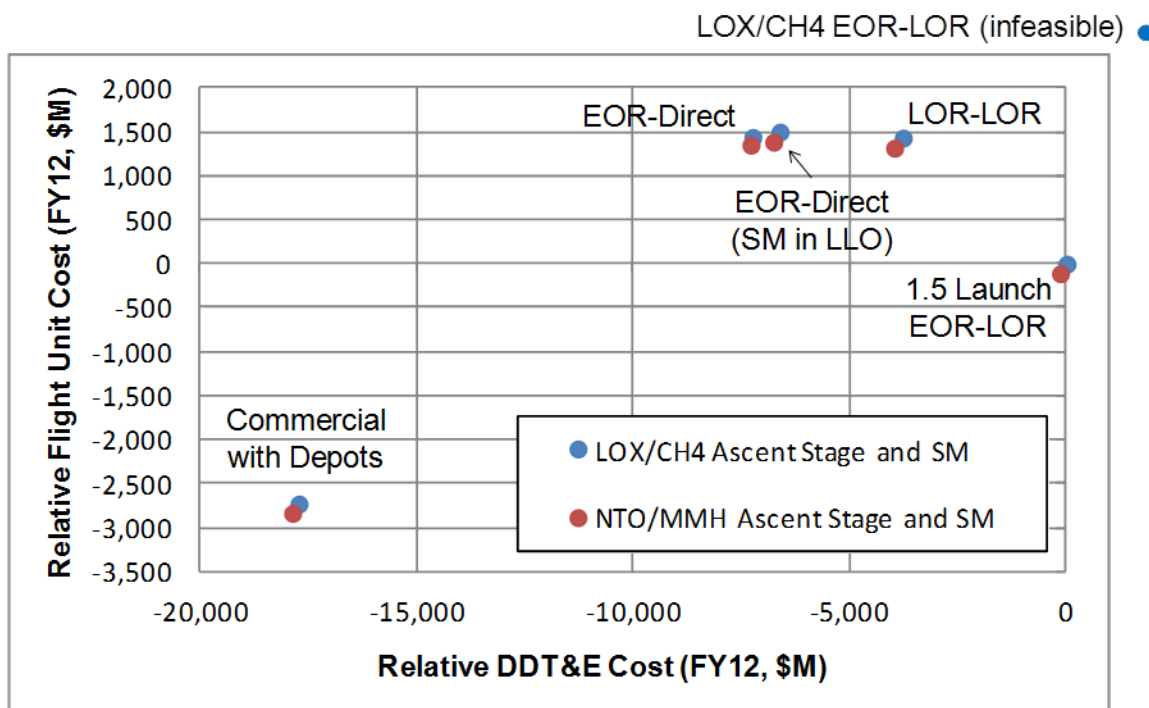 LOX/CH4 EOR-LOR (infeasible)
Relative Flight Unit Cost (FY12, $M)
2,000
1,500
1,000
500
0
-500
-1,000
-1,500
-2,000
-2,500
-3,000
-3,500
EOR-Direct
LOR-LOR
EOR-Direct
(SM in LLO)
1.5 Launch
EOR-LOR
Commercial
with Depots
LOX/CH4 Ascent Stage and SM
NTO/MMH Ascent Stage and SM
-20,000
-15,000
-10,000
-5,000
0
Relative DDT&E Cost (FY12, $M)